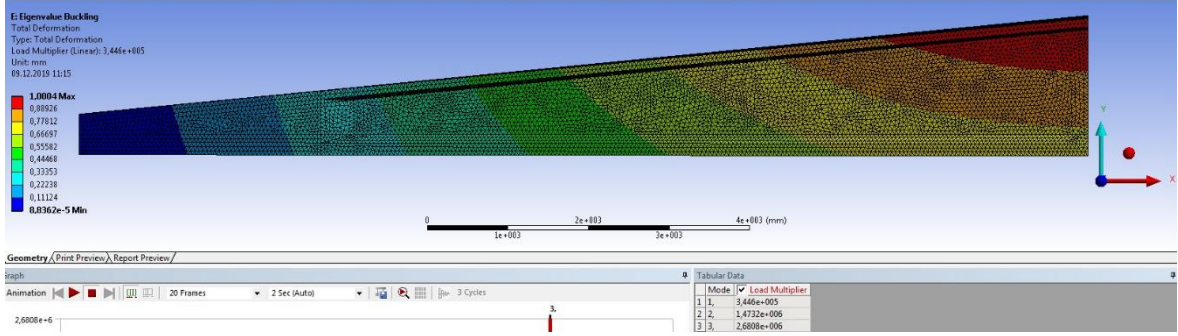 E: Eigenvalue Buckling
Total Deformation
Type: Total Deformation
Load Multiplier (Linear): 3,446e+005
Unit: mm
09.12.2019 11:15
1,0004 Max
0,88926
0,77812
0,66697
0,55582
0,44468
0,33353
0,22238
0,11124
8,8362e-5 Min
Y
X
0 2e+003 4e+003 (mm)
1e+003 3e+003
Geometry Print Preview Report Preview
Graph
Animation 20 Frames 2 Sec (Auto) 3 Cycles
3,
2,6808e+6
Tabular Data
Mode Load Multiplier
1 1, 3,446e+005
2 2, 1,4732e+006
3 3, 2,6808e+006